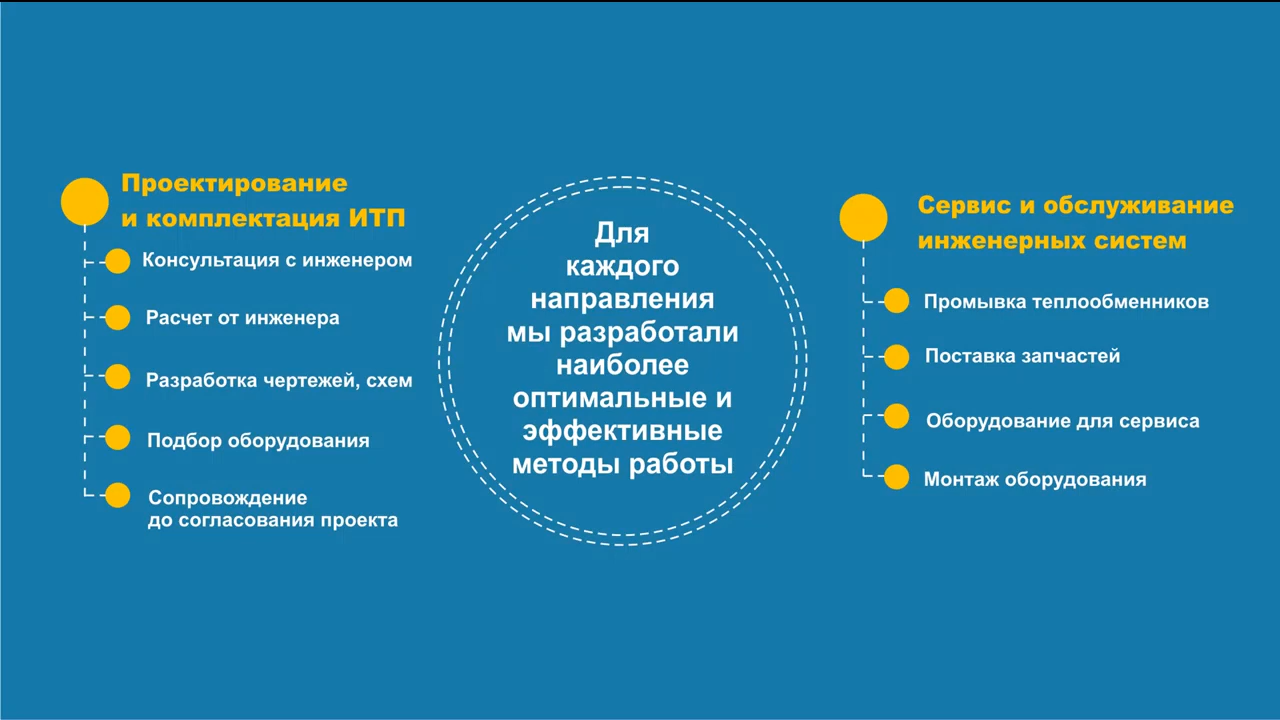 Проектирование
и комплектация ИТП
Консультация с инженером
Расчет от инженера
Разработка чертежей, схем
Подбор оборудования
Сопровождение
до согласования проекта
Для
каждого
направления
мы разработали
наиболее
оптимальные и
эффективные
методы работы
Сервис и обслуживание
инженерных систем
Промывка теплообменников
Поставка запчастей
Оборудование для сервиса
Монтаж оборудования